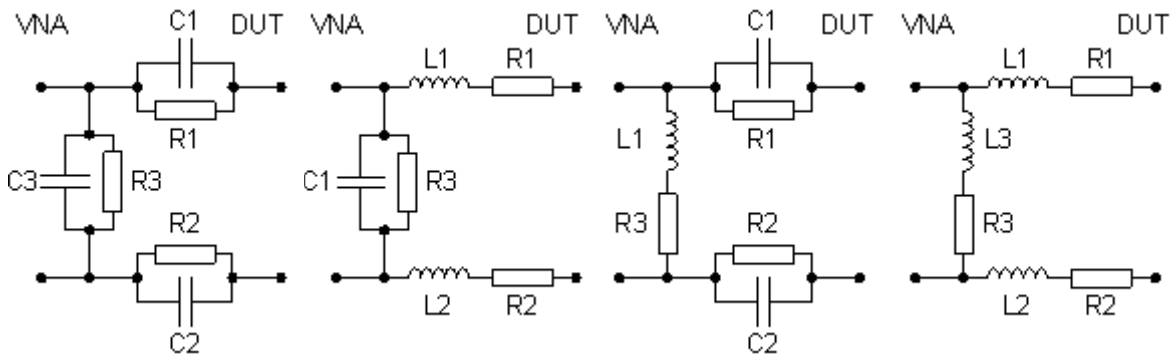 VNA C1 DUT
R1
C3 R3
R2
C2
VNA DUT
L1 R1
C1 R3
L2 R2
VNA C1 DUT
R1
L1
R3 R2
C2
VNA DUT
L1 R1
L3
R3
L2 R2